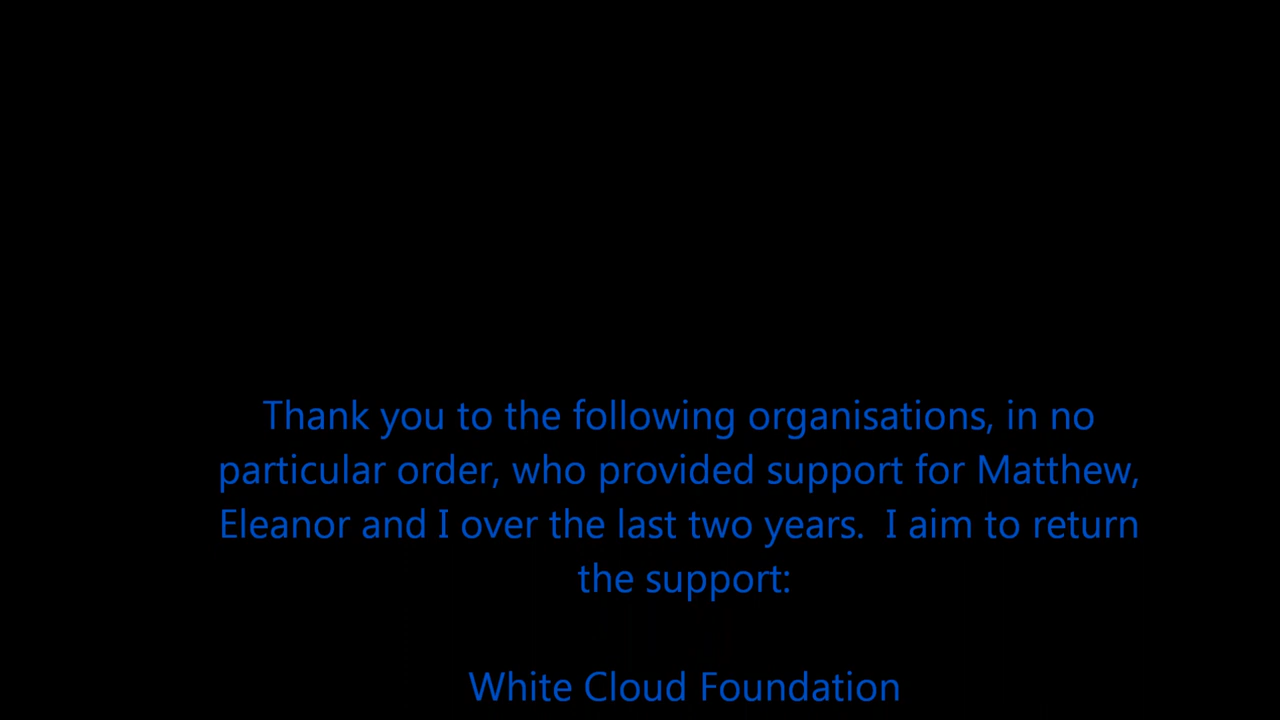 Thank you to the following organisations, in no
particular order, who provided support for Matthew,
Eleanor and I over the last two years.  I aim to return
the support:
White Cloud Foundation